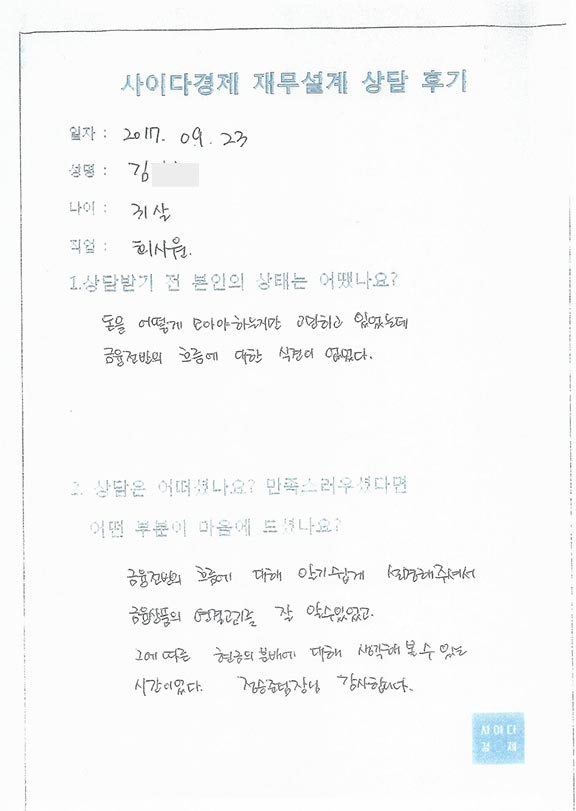 사이다경제 재무설계 상담 후기
일자 : 2017. 09. 23
성명 : 김
나이 : 31살
직업 : 회사원.
1.상담받기 전 본인의 상태는 어땠나요?
돈을 어떻게 모아야하는지만 고민하고 있었는데
금융전반의 흐름에 대한 식견이 없었다.
2. 상담은 어떠셨나요? 만족스러우셨다면
어떤 부분이 마음에 드셨나요?
금융전반의 흐름에 대해 알기쉽게 설명해주셔서
금융상품의 연결고리를 잘 알수있었고.
그에 따른 현금의 분배에 대해 생각해 볼 수 있는
시간이었다. 팀장님 감사합니다.
사이다
경제